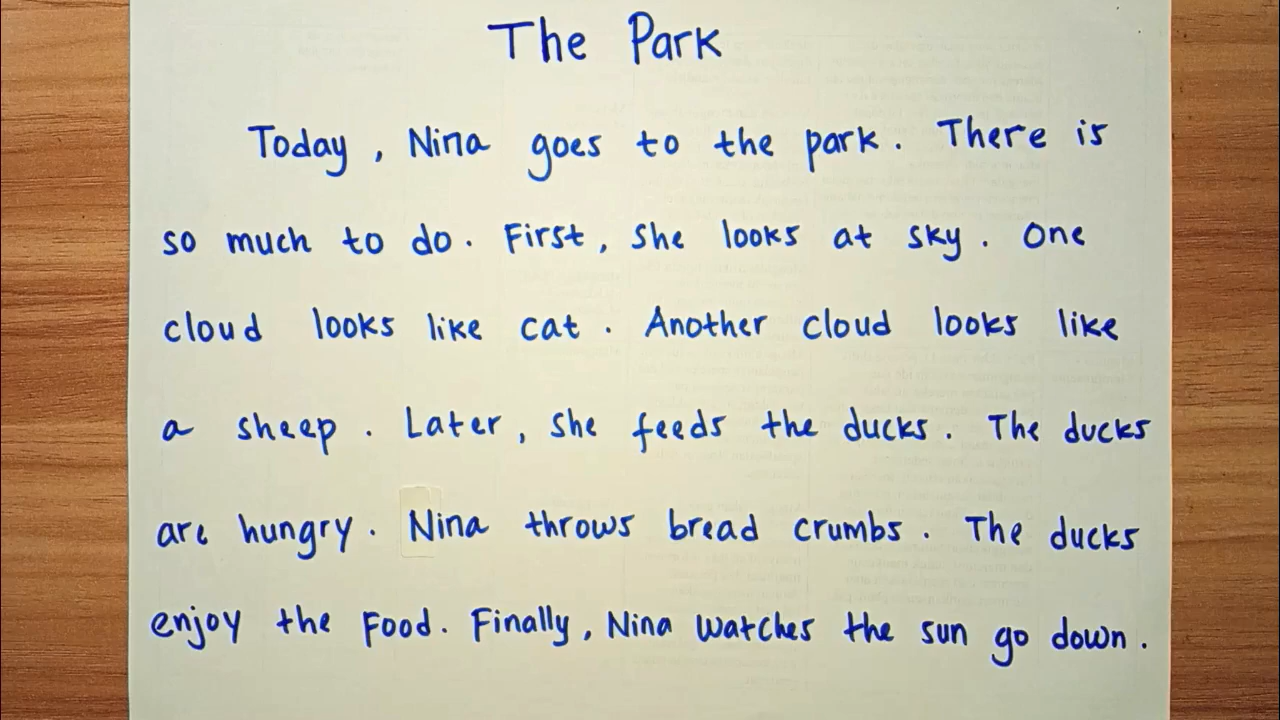 The Park
Today, Nina goes to the park. There is
so much to do. First, she looks at sky. One
cloud looks like cat. Another cloud looks like
a sheep. Later, she feeds the ducks. The ducks
are hungry. Nina throws bread crumbs. The ducks
enjoy the food. Finally, Nina watches the sun go down.